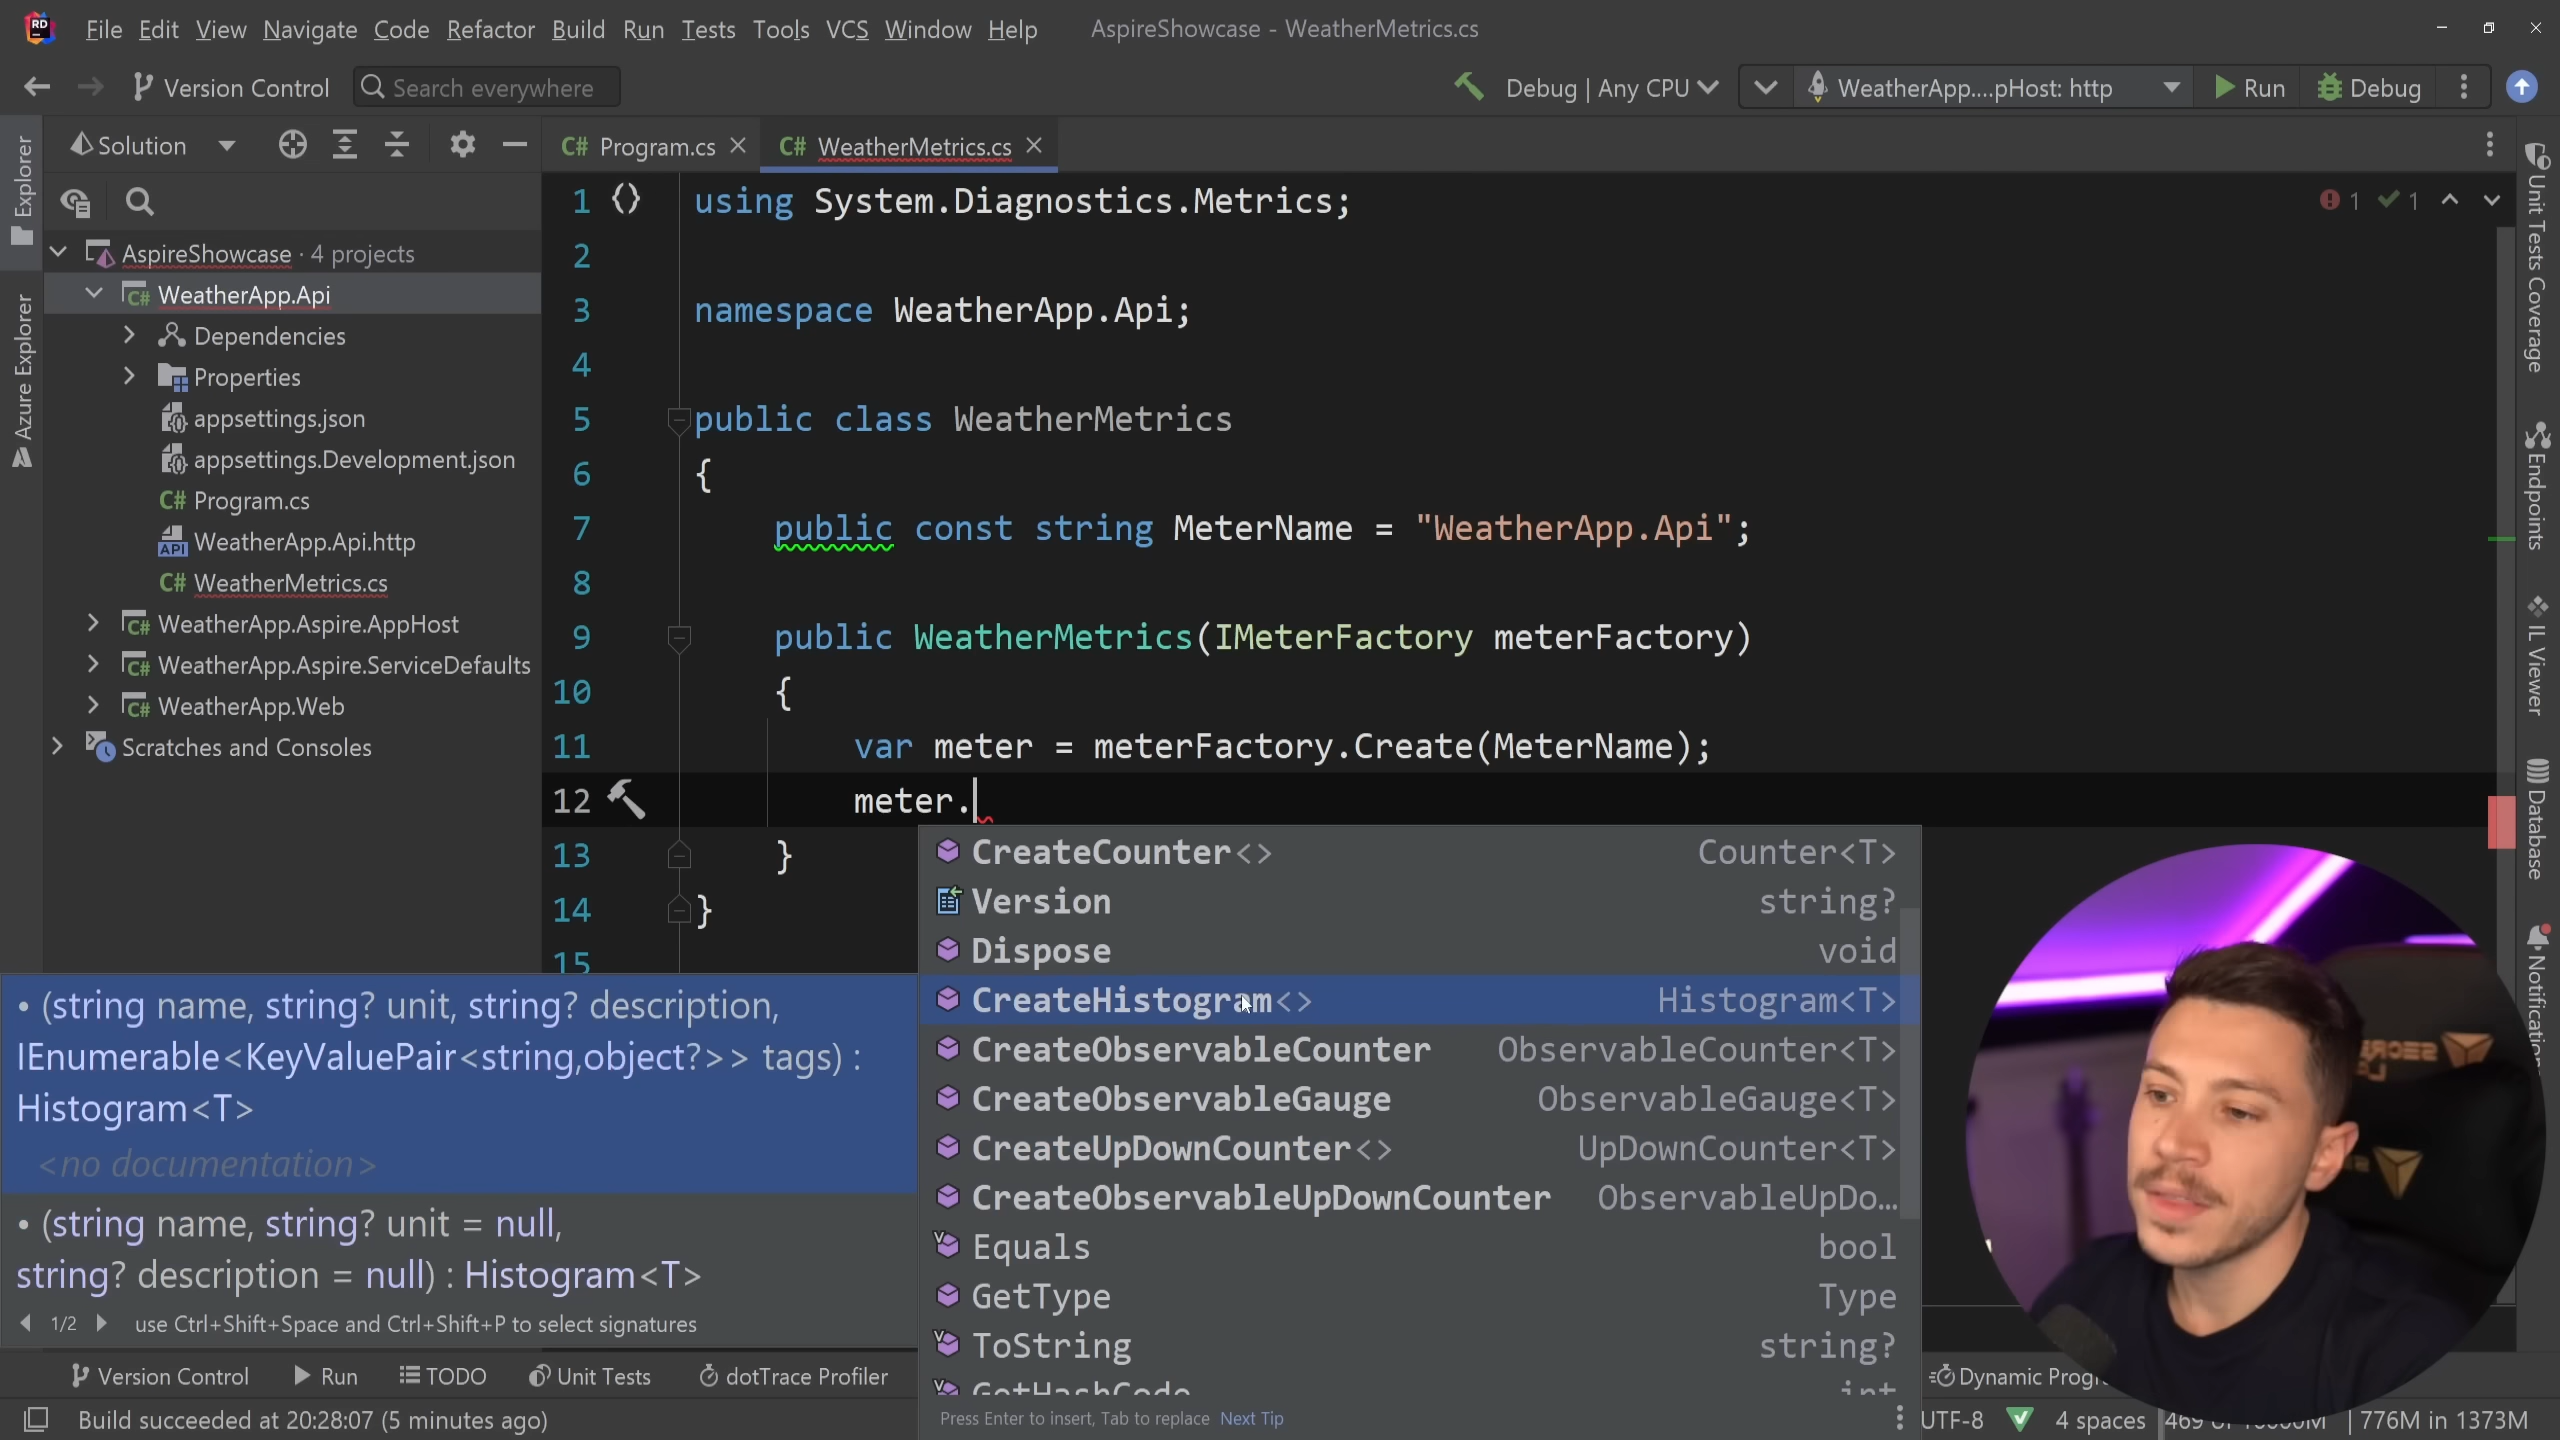 RD File Edit View Navigate Code Refactor Build Run Tests Tools VCS Window Help AspireShowcase - WeatherMetrics.cs
Version Control Search everywhere Debug | Any CPU WeatherApp....pHost: http Run Debug
Solution
C# Program.cs C# WeatherMetrics.cs
Explorer
Azure Explorer
AspireShowcase · 4 projects
C# WeatherApp.Api
Dependencies
Properties
appsettings.json
appsettings.Development.json
C# Program.cs
API WeatherApp.Api.http
C# WeatherMetrics.cs
C# WeatherApp.Aspire.AppHost
C# WeatherApp.Aspire.ServiceDefaults
C# WeatherApp.Web
Scratches and Consoles
1 using System.Diagnostics.Metrics;
2
3 namespace WeatherApp.Api;
4
5 public class WeatherMetrics
6 {
7 public const string MeterName = "WeatherApp.Api";
8
9 public WeatherMetrics(IMeterFactory meterFactory)
10 {
11 var meter = meterFactory.Create(MeterName);
12 meter.
13 }
14 }
15
1 1
CreateCounter<> Counter<T>
Version string?
Dispose void
CreateHistogram<> Histogram<T>
CreateObservableCounter ObservableCounter<T>
CreateObservableGauge ObservableGauge<T>
CreateUpDownCounter<> UpDownCounter<T>
CreateObservableUpDownCounter ObservableUpDo…
Equals bool
GetType Type
ToString string?
GetHashCode int
Press Enter to insert, Tab to replace Next Tip
• (string name, string? unit, string? description,
IEnumerable<KeyValuePair<string,object?>> tags) :
Histogram<T>
<no documentation>
• (string name, string? unit = null,
string? description = null) : Histogram<T>
1/2 use Ctrl+Shift+Space and Ctrl+Shift+P to select signatures
Unit Tests Coverage
Endpoints
IL Viewer
Database
Notification
Version Control Run TODO Unit Tests dotTrace Profiler Dynamic Progr
Build succeeded at 20:28:07 (5 minutes ago) UTF-8 4 spaces 776M in 1373M